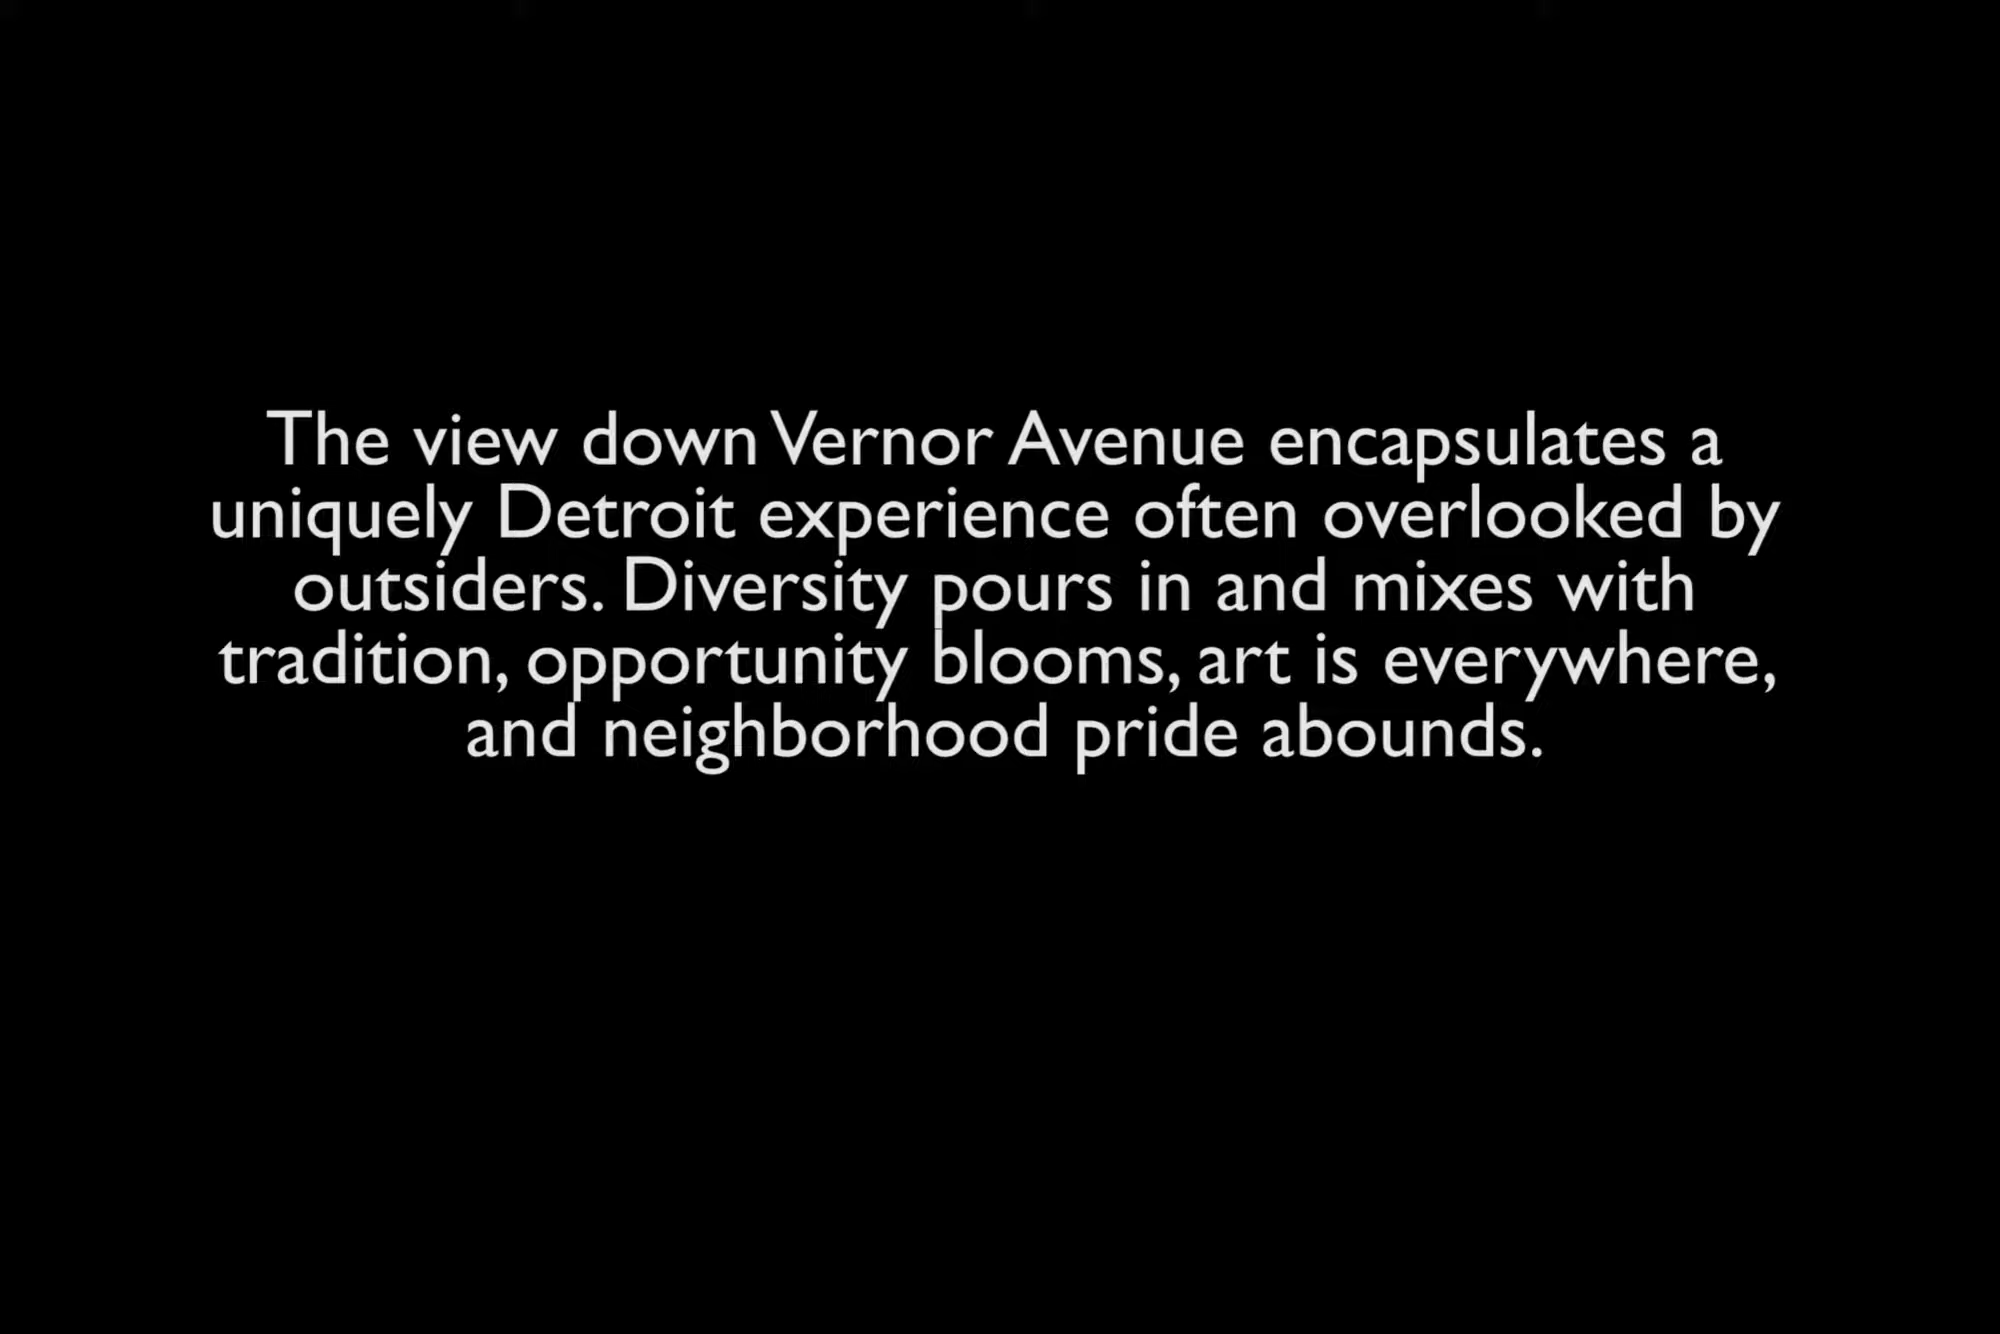 The view down Vernor Avenue encapsulates a
uniquely Detroit experience often overlooked by
outsiders. Diversity pours in and mixes with
tradition, opportunity blooms, art is everywhere,
and neighborhood pride abounds.